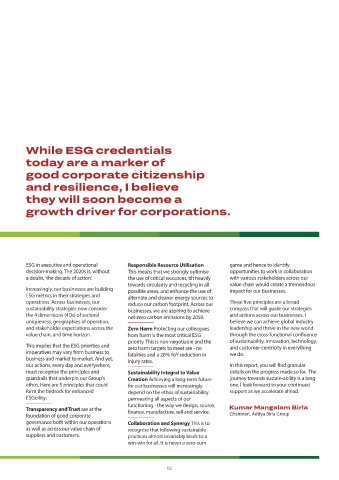 While ESG credentials
today are a marker of
good corporate citizenship
and resilience, I believe
they will soon become a
growth driver for corporations.
ESG in executive and operational
decision-making. The 2020s is, without
a doubt, 'the decade of action'.
Increasingly, our businesses are building
ESG metrics in their strategies and
operations. Across businesses, our
sustainability strategies now consider
the 4 dimensions (4Ds) of sectoral
uniqueness, geographies of operation,
and stakeholder expectations across the
value chain, and time horizon.
This implies that the ESG priorities and
imperatives may vary from business to
business and market to market. And yet,
our actions, every day and everywhere,
must recognise the principles and
guardrails that underpin our Group's
ethos. Here are 5 principles that could
form the bedrock for enhanced
ESGbility:
Transparency and Trust are at the
foundation of good corporate
governance both within our operations
as well as across our value chain of
suppliers and customers.
Responsible Resource Utilisation
This means that we strongly optimise
the use of critical resources, tilt heavily
towards circularity and recycling in all
possible areas, and enhance the use of
alternate and cleaner energy sources to
reduce our carbon footprint. Across our
businesses, we are aspiring to achieve
net-zero carbon emissions by 2050.
Zero Harm Protecting our colleagues
from harm is the most critical ESG
priority. This is non-negotiable and the
zero harm targets to meet are - no
fatalities and a 20% YoY reduction in
injury rates.
Sustainability Integral to Value
Creation Achieving a long-term future
for our businesses will increasingly
depend on the ethos of sustainability
permeating all aspects of our
functioning - the way we design, source,
finance, manufacture, sell and service.
Collaboration and Synergy This is to
recognise that following sustainable
practices almost invariably leads to a
win-win for all. It is never a zero-sum
game and hence to identify
opportunities to work in collaboration
with various stakeholders across our
value chain would create a tremendous
impact for our businesses.
These five principles are a broad
compass that will guide our strategies
and actions across our businesses. I
believe we can achieve global industry
leadership and thrive in the new world
through the cross-functional confluence
of sustainability, innovation, technology,
and customer-centricity in everything
we do.
In this report, you will find granular
details on the progress made so far. The
journey towards sustain-ability is a long
one. I look forward to your continued
support as we accelerate ahead.
Kumar Mangalam Birla
Chairman, Aditya Birla Group